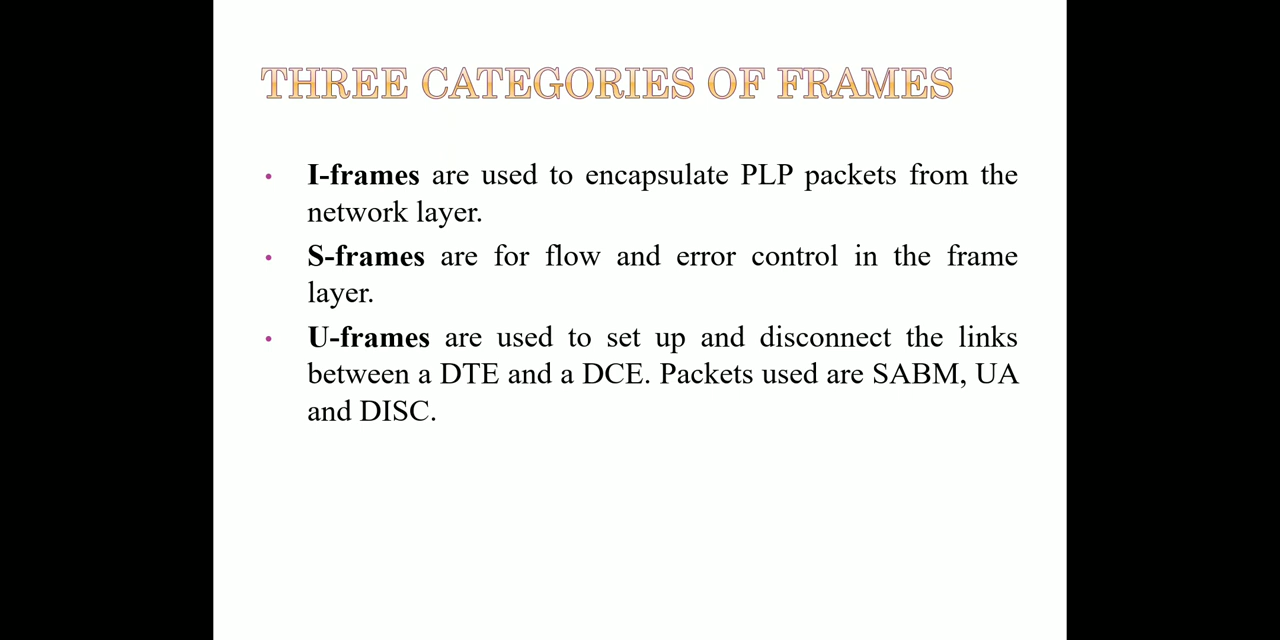 THREE CATEGORIES OF FRAMES
• I-frames are used to encapsulate PLP packets from the
network layer.
• S-frames are for flow and error control in the frame
layer.
• U-frames are used to set up and disconnect the links
between a DTE and a DCE. Packets used are SABM, UA
and DISC.